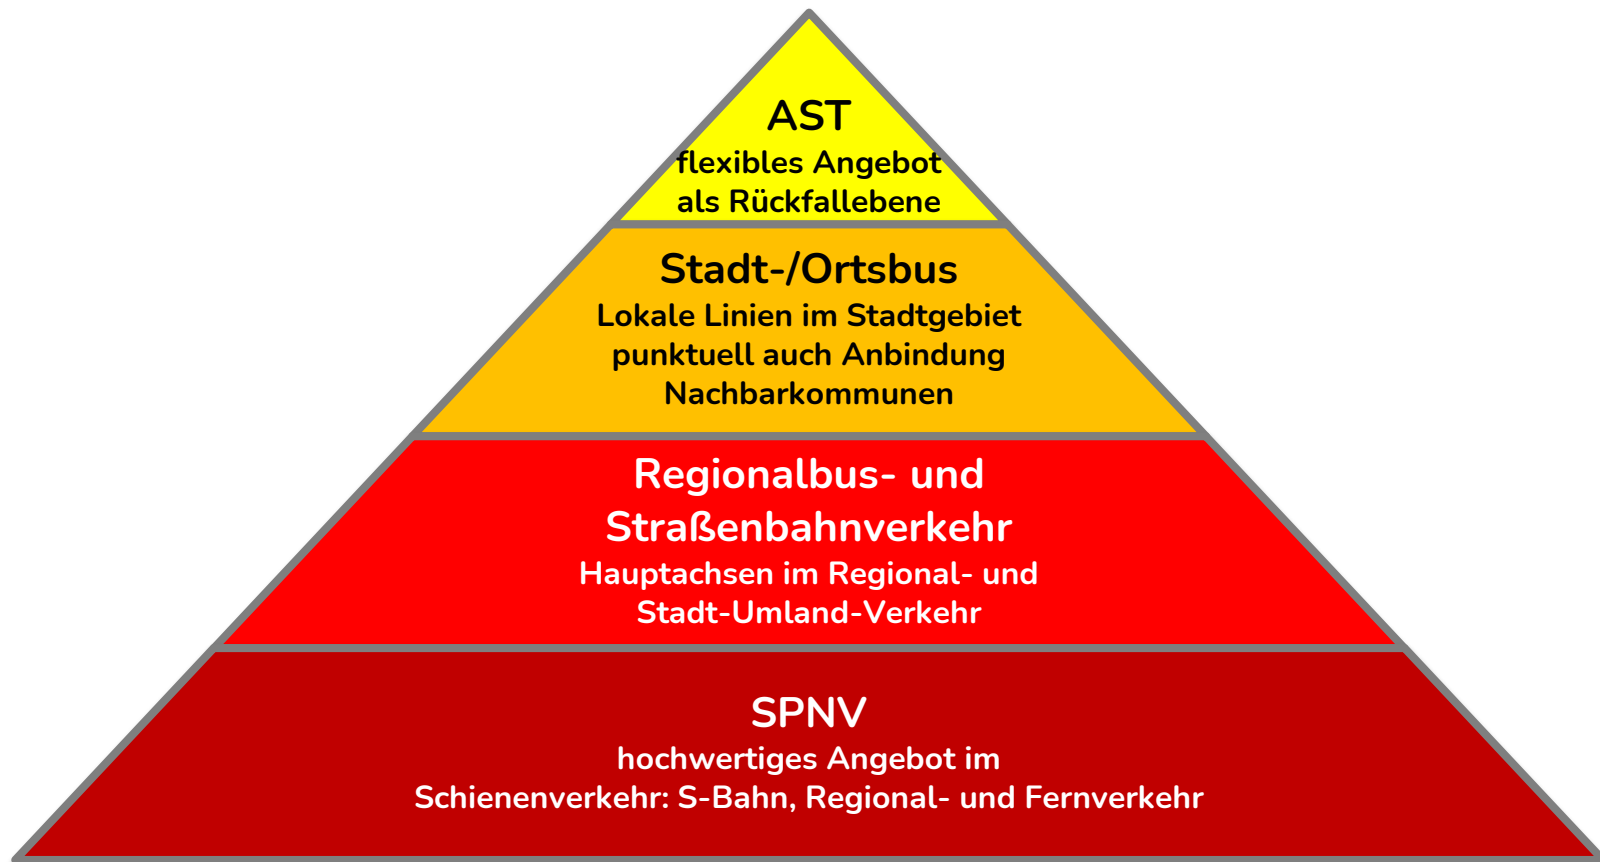 AST
flexibles Angebot
als Rückfallebene
Stadt-/Ortsbus
Lokale Linien im Stadtgebiet
punktuell auch Anbindung
Nachbarkommunen
Regionalbus- und
Straßenbahnverkehr
Hauptachsen im Regional- und
Stadt-Umland-Verkehr
SPNV
hochwertiges Angebot im
Schienenverkehr: S-Bahn, Regional- und Fernverkehr